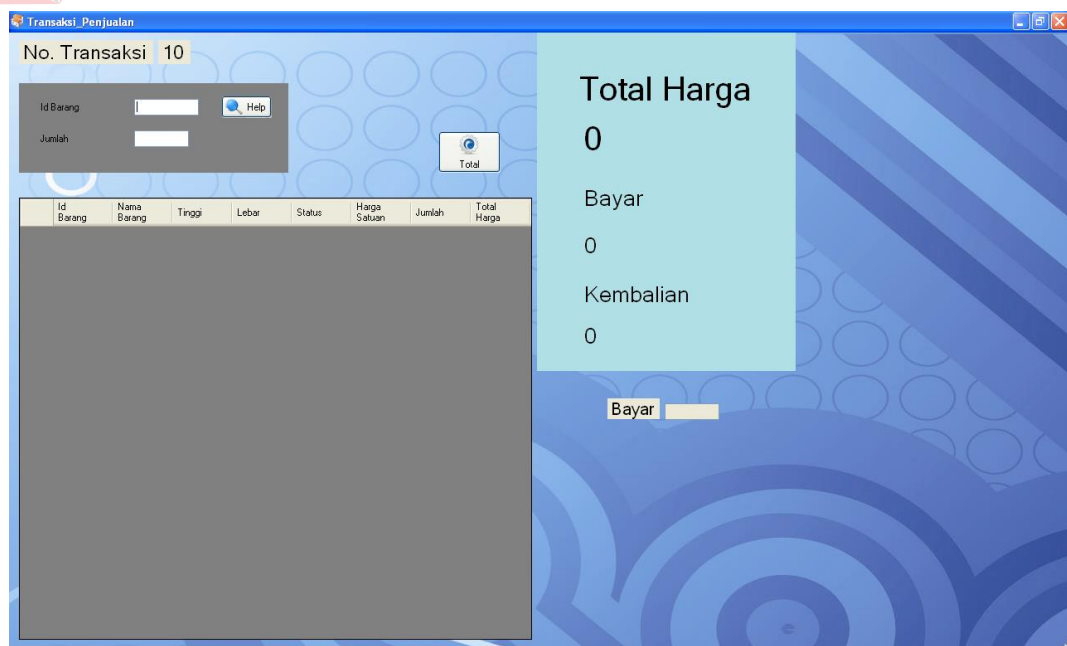 Transaksi_Penjualan
No. Transaksi 10
Id Barang
Help
Jumlah
Total
Id Barang
Nama Barang
Tinggi
Lebar
Status
Harga Satuan
Jumlah
Total Harga
Total Harga
0
Bayar
0
Kembalian
0
Bayar